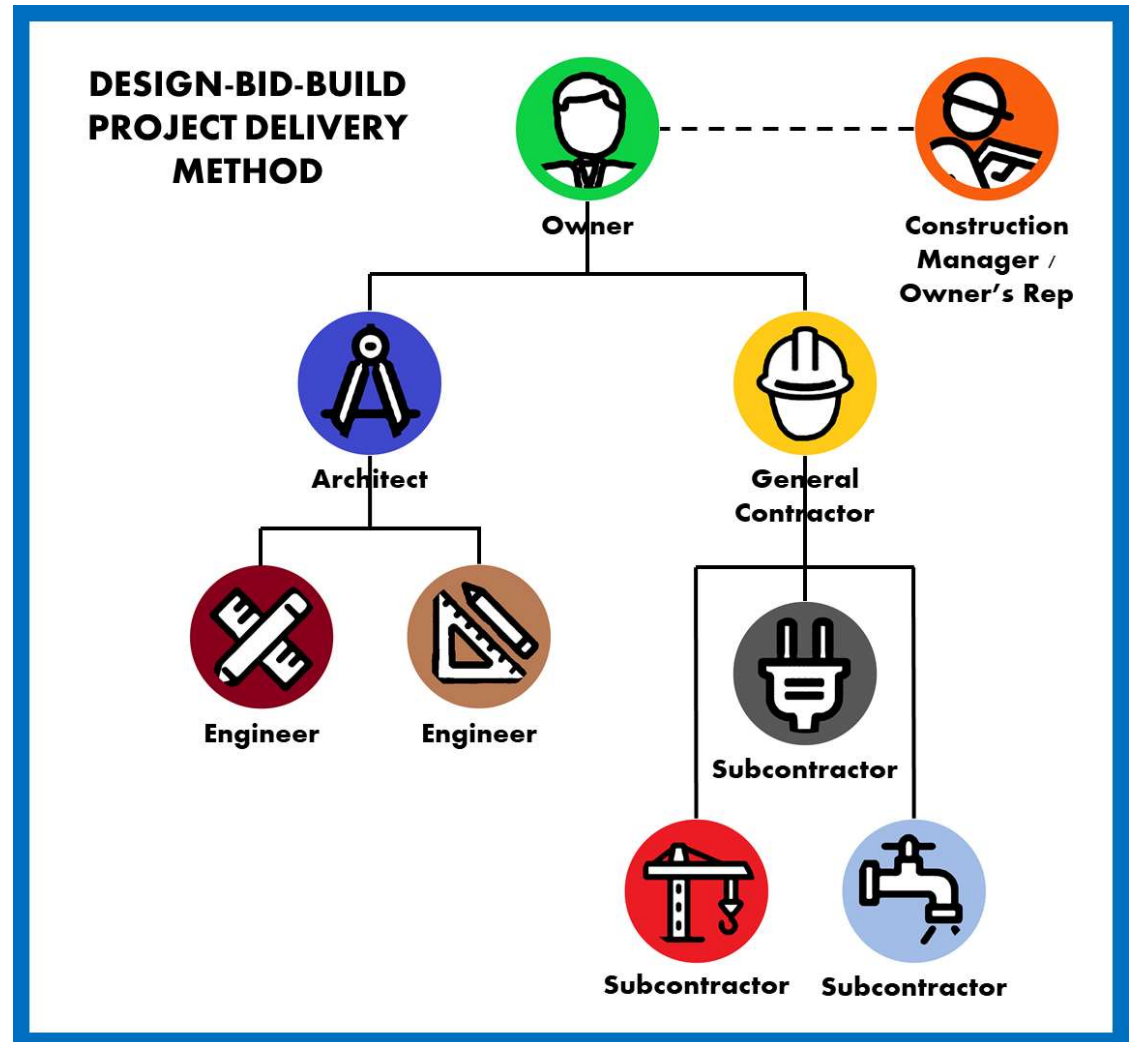 DESIGN-BID-BUILD
PROJECT DELIVERY
METHOD
Owner
Construction
Manager /
Owner's Rep
Architect
General
Contractor
Engineer
Engineer
Subcontractor
Subcontractor
Subcontractor